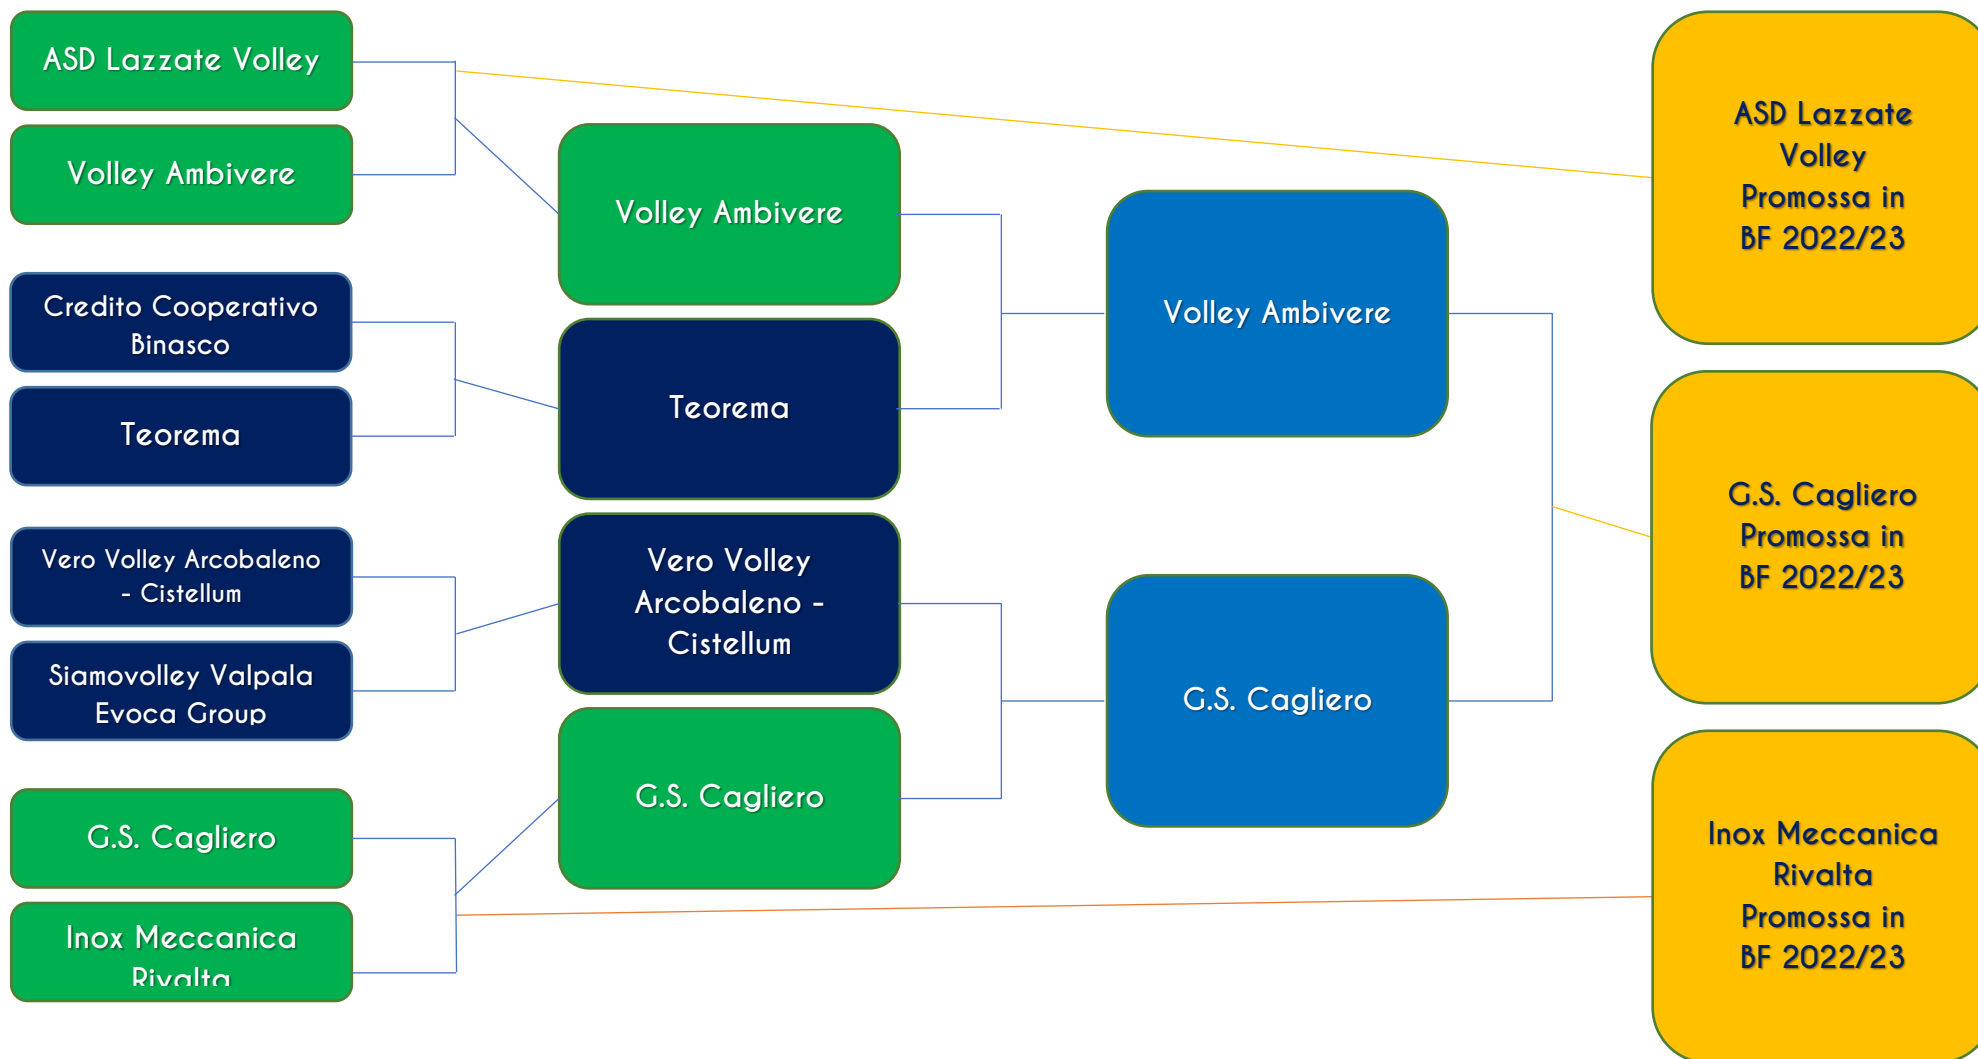 ASD Lazzate Volley
Volley Ambivere
Credito Cooperativo
Binasco
Teorema
Vero Volley Arcobaleno
- Cistellum
Siamovolley Valpala
Evoca Group
G.S. Cagliero
Inox Meccanica
Rivalta
Volley Ambivere
Teorema
Vero Volley
Arcobaleno -
Cistellum
G.S. Cagliero
Volley Ambivere
G.S. Cagliero
ASD Lazzate
Volley
Promossa in
BF 2022/23
G.S. Cagliero
Promossa in
BF 2022/23
Inox Meccanica
Rivalta
Promossa in
BF 2022/23